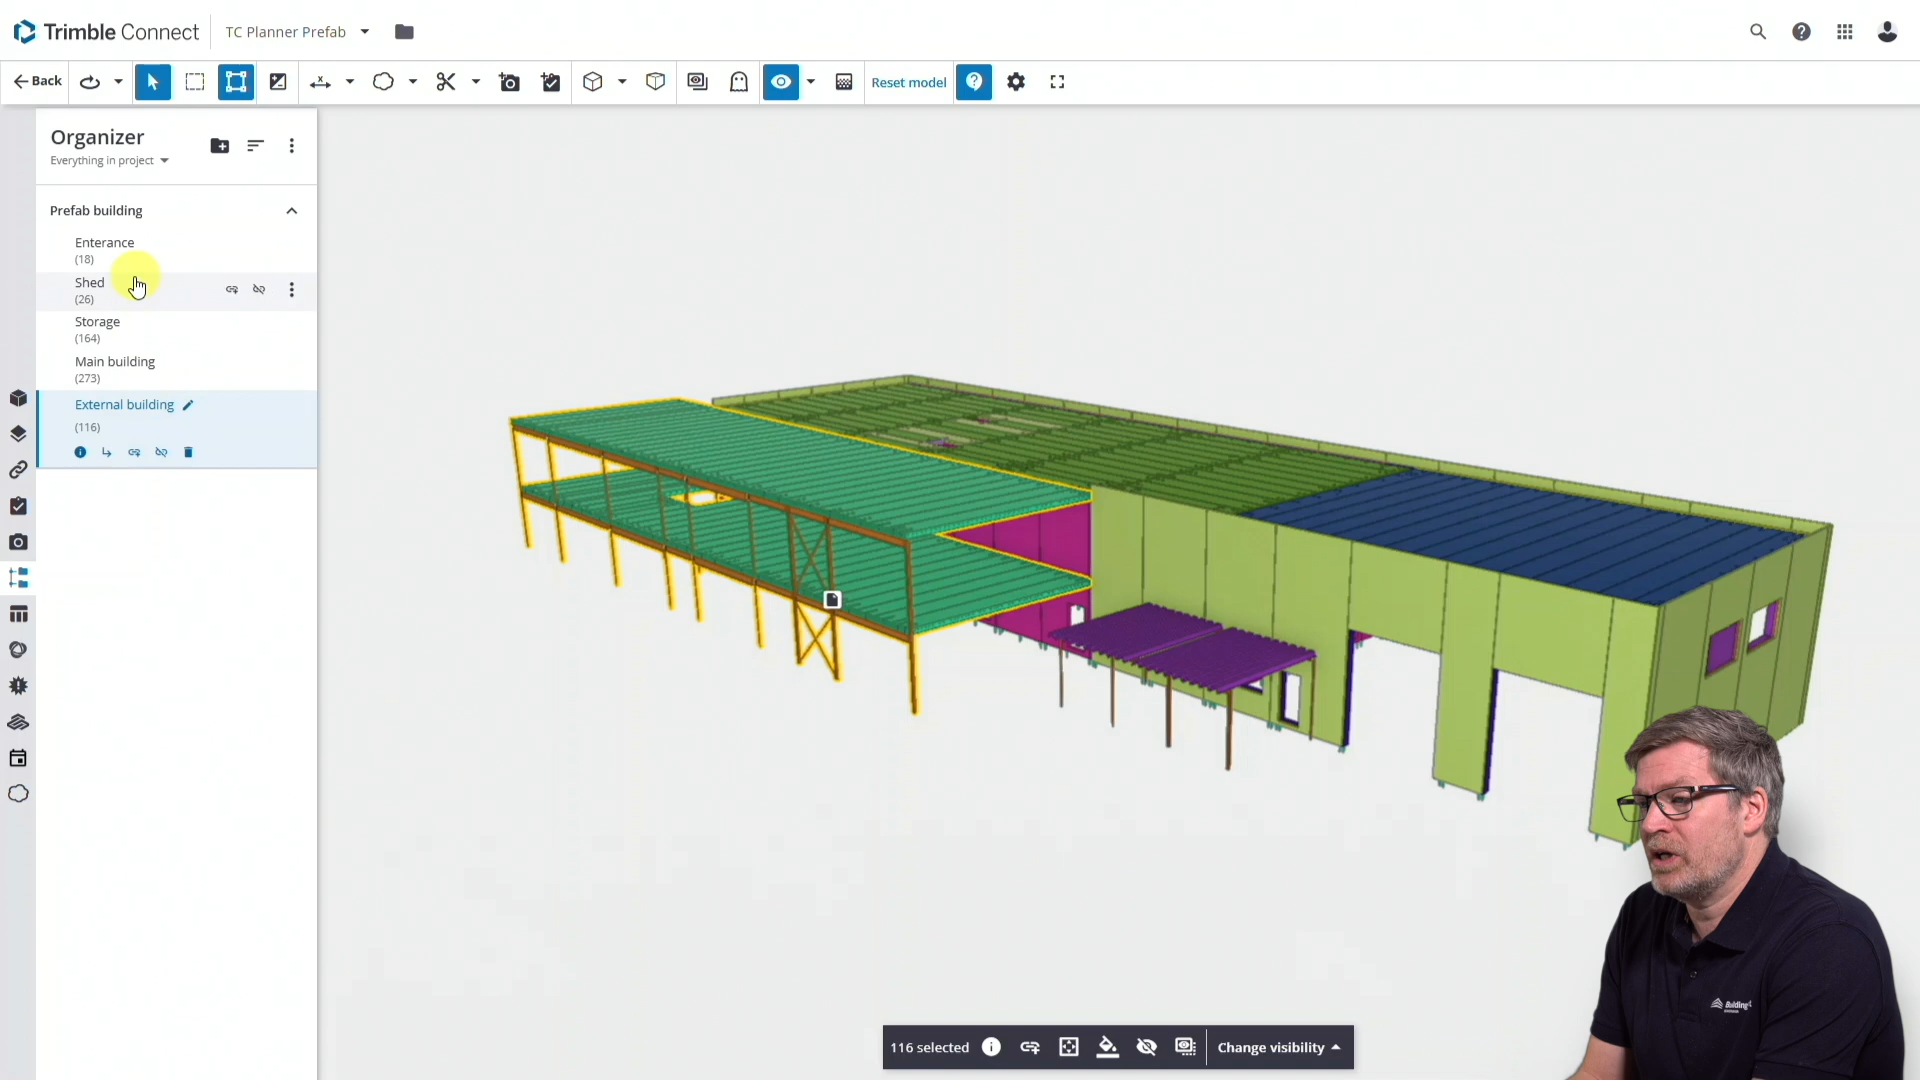 Trimble Connect
TC Planner Prefab
Back
Reset model
Organizer
Everything in project
Prefab building
Enterance
(18)
Shed
(26)
Storage
(164)
Main building
(273)
External building
(116)
116 selected
Change visibility
Building